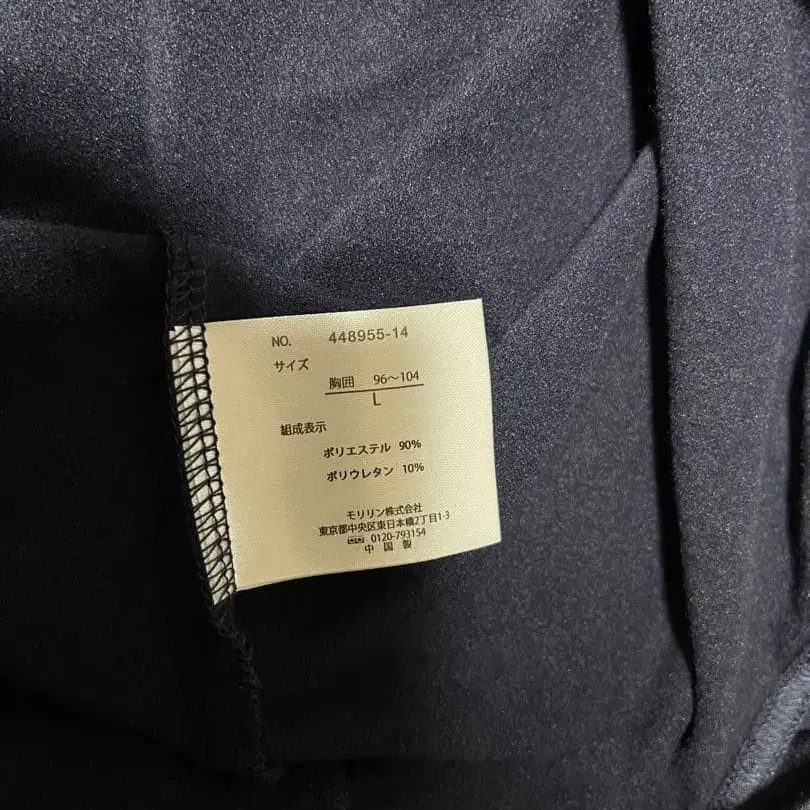 NO. 448955-14
サイズ
胸囲 96～104
L
組成表示
ポリエステル 90%
ポリウレタン 10%
モリリン株式会社
東京都中央区東日本橋2丁目1-3
0120-793154
中国製